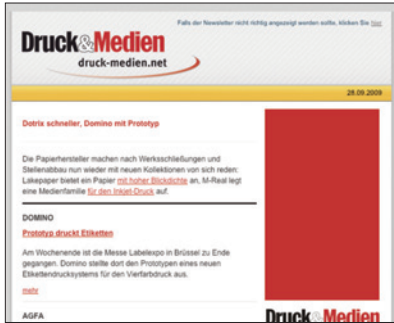 Falls der Newsletter nicht richtig angezeigt werden sollte, klicken Sie hier
Druck&Medien
druck-medien.net
28.09.2009
Dotrix schneller, Domino mit Prototyp
Die Papierhersteller machen nach Werksschließungen und
Stellenabbau nun wieder mit neuen Kollektionen von sich reden:
Lakepaper bietet ein Papier mit hoher Blickdichte an, M-Real legt
eine Medienfamilie für den Inkjet-Druck auf.
DOMINO
Prototyp druckt Etiketten
Am Wochenende ist die Messe Labelexpo in Brüssel zu Ende
gegangen. Domino stellte dort den Prototypen eines neuen
Etikettendrucksystems für den Vierfarbdruck aus.
mehr
AGFA
Druck&Medien